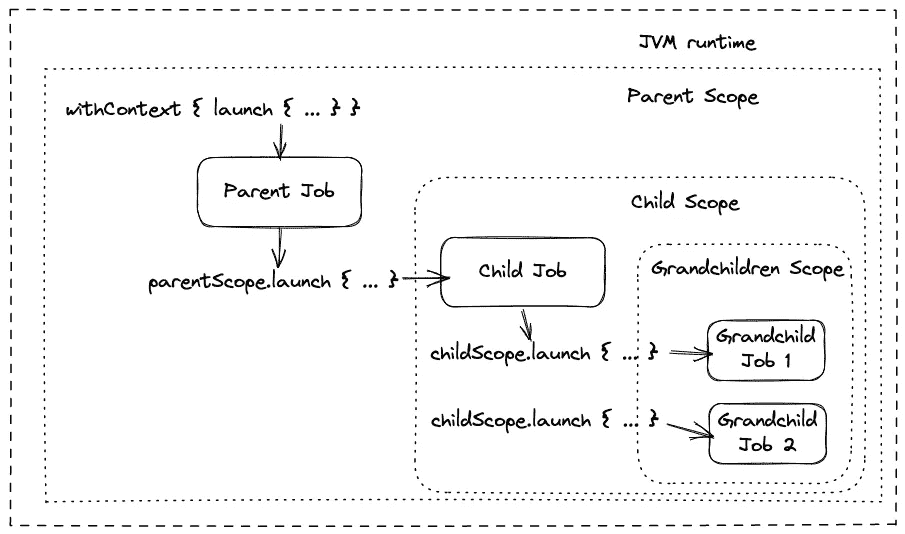 JVM runtime
Parent Scope
withContext { launch { ... } }
Parent Job
Child Scope
parentScope.launch { ... }
Child Job
Grandchildren Scope
childScope.launch { ... }
Grandchild
Job 1
childScope.launch { ... }
Grandchild
Job 2